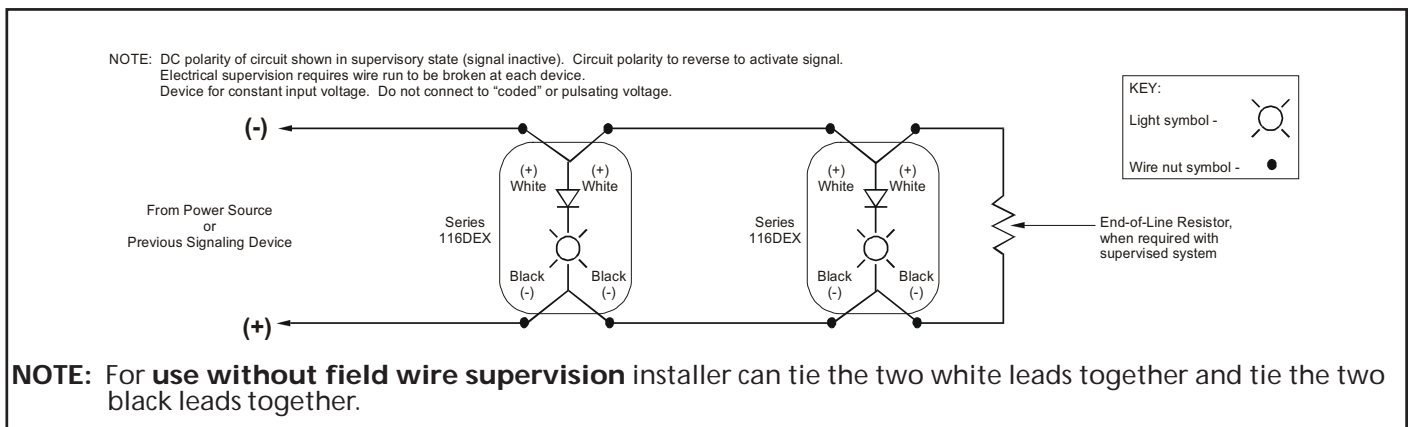 NOTE: DC polarity of circuit shown in supervisory state (signal inactive). Circuit polarity to reverse to activate signal.
Electrical supervision requires wire run to be broken at each device.
Device for constant input voltage. Do not connect to “coded” or pulsating voltage.
KEY:
Light symbol -
Wire nut symbol -
(-)
(+)
White
(+)
White
(+)
White
(+)
White
From Power Source
or
Previous Signaling Device
Series
116DEX
Series
116DEX
End-of-Line Resistor,
when required with
supervised system
Black
(-)
Black
(-)
Black
(-)
Black
(-)
(+)
NOTE: For use without field wire supervision installer can tie the two white leads together and tie the two
black leads together.